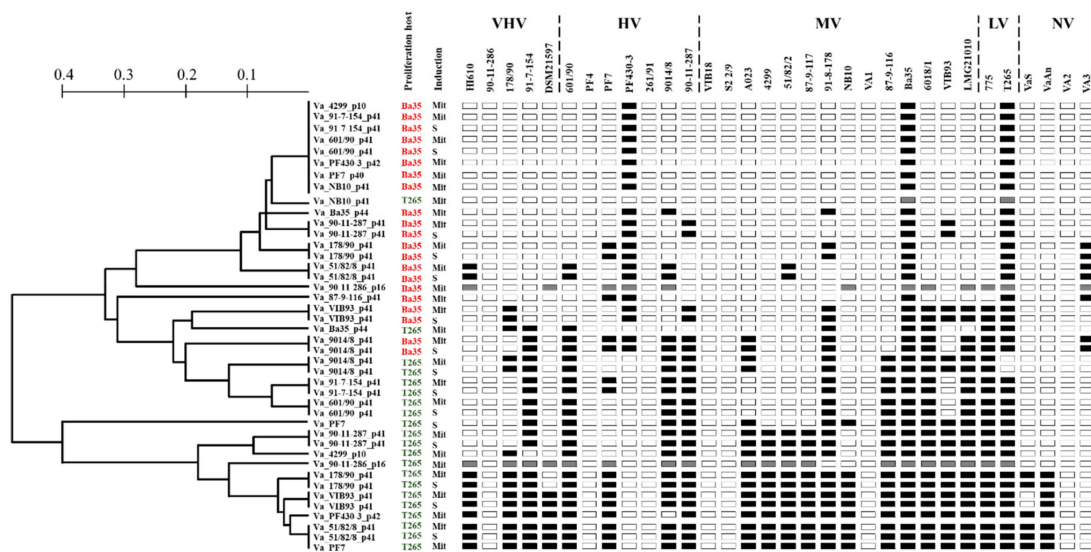 VHV HV MV LV NV
Proliferation host
Induction
HI610
90-11-286
178/90
91-7-154
DSM21597
601/90
PF4
PF7
PF430-3
261/91
9014/8
90-11-287
VIB18
S2 2/9
A023
4299
51/82/2
87-9-117
91-8-178
NB10
VA1
87-9-116
Ba35
6018/1
VIB93
LMG21010
775
T265
VaS
VaAn
VA2
VA3
0.4 0.3 0.2 0.1
Va_4299_p10 Ba35 Mit
Va_91-7-154_p41 Ba35 Mit
Va_91 7 154_p41 Ba35 S
Va_601/90_p41 Ba35 Mit
Va_601/90_p41 Ba35 S
Va_PF430 3_p42 Ba35 Mit
Va_PF7 p40 Ba35 Mit
Va_NB10_p41 Ba35 Mit
Va_NB10_p41 T265 Mit
Va_Ba35_p44 Ba35 Mit
Va_90-11-287_p41 Ba35 Mit
Va_90-11-287_p41 Ba35 S
Va_178/90_p41 Ba35 Mit
Va_178/90_p41 Ba35 S
Va_51/82/8_p41 Ba35 Mit
Va_51/82/8_p41 Ba35 S
Va_90 11 286_p16 Ba35 Mit
Va_87-9-116_p41 Ba35 Mit
Va_VIB93_p41 Ba35 Mit
Va_VIB93_p41 Ba35 S
Va_Ba35_p44 T265 Mit
Va_9014/8_p41 Ba35 Mit
Va_9014/8_p41 Ba35 S
Va_9014/8_p41 T265 Mit
Va_9014/8_p41 T265 S
Va_91-7-154_p41 T265 Mit
Va_91-7-154_p41 T265 S
Va_601/90_p41 T265 Mit
Va_601/90_p41 T265 S
Va_PF7 T265 S
Va_90-11-287_p41 T265 Mit
Va_90-11-287_p41 T265 S
Va_4299_p10 T265 Mit
Va_90-11-286_p16 T265 Mit
Va_178/90_p41 T265 Mit
Va_178/90_p41 T265 S
Va_VIB93_p41 T265 Mit
Va_VIB93_p41 T265 S
Va_PF430 3_p42 T265 Mit
Va_51/82/8_p41 T265 Mit
Va_51/82/8_p41 T265 S
Va_PF7 T265 Mit